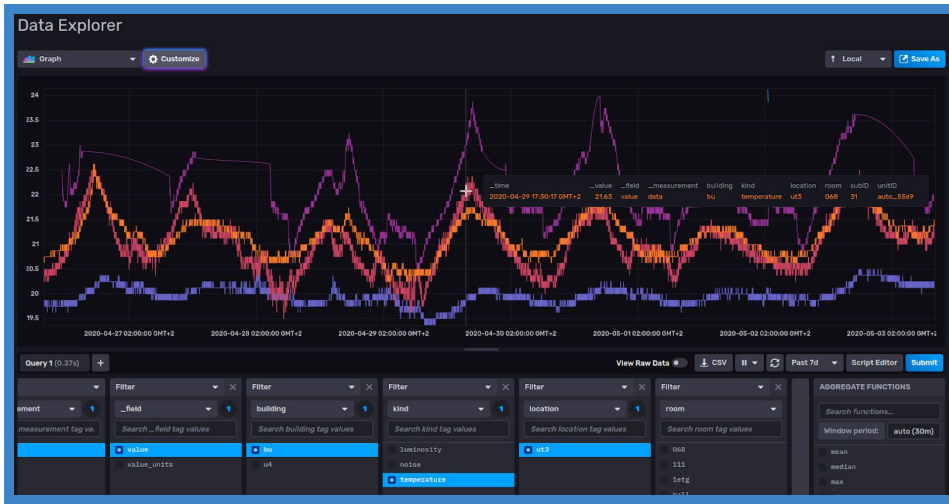 Data Explorer
Graph
Customize
Local
Save As
24
23.5
23
22.5
22
21.5
21
20.5
20
19.5
_time _value _field _measurement building kind location room subID unitID
2020-04-29 17:30:17 GMT+2 21.63 value data bu temperature ut3 068 31 auto_55a9
2020-04-27 02:00:00 GMT+2 2020-04-28 02:00:00 GMT+2 2020-04-29 02:00:00 GMT+2 2020-04-30 02:00:00 GMT+2 2020-05-01 02:00:00 GMT+2 2020-05-02 02:00:00 GMT+2 2020-05-03 02:00:00 GMT+2
Query 1 (0.37s) +
View Raw Data CSV Past 7d Script Editor Submit
Filter Filter Filter Filter Filter AGGREGATE FUNCTIONS
ement 1 _field 1 building 1 kind 1 location 1 room Search functions...
measurement tag va. Search _field tag values Search building tag values Search kind tag values Search location tag values Search room tag values Window period: auto (30m)
value bu luminosity ut3 068 mean
value_units u4 noise 111 median
temperature 1etg max